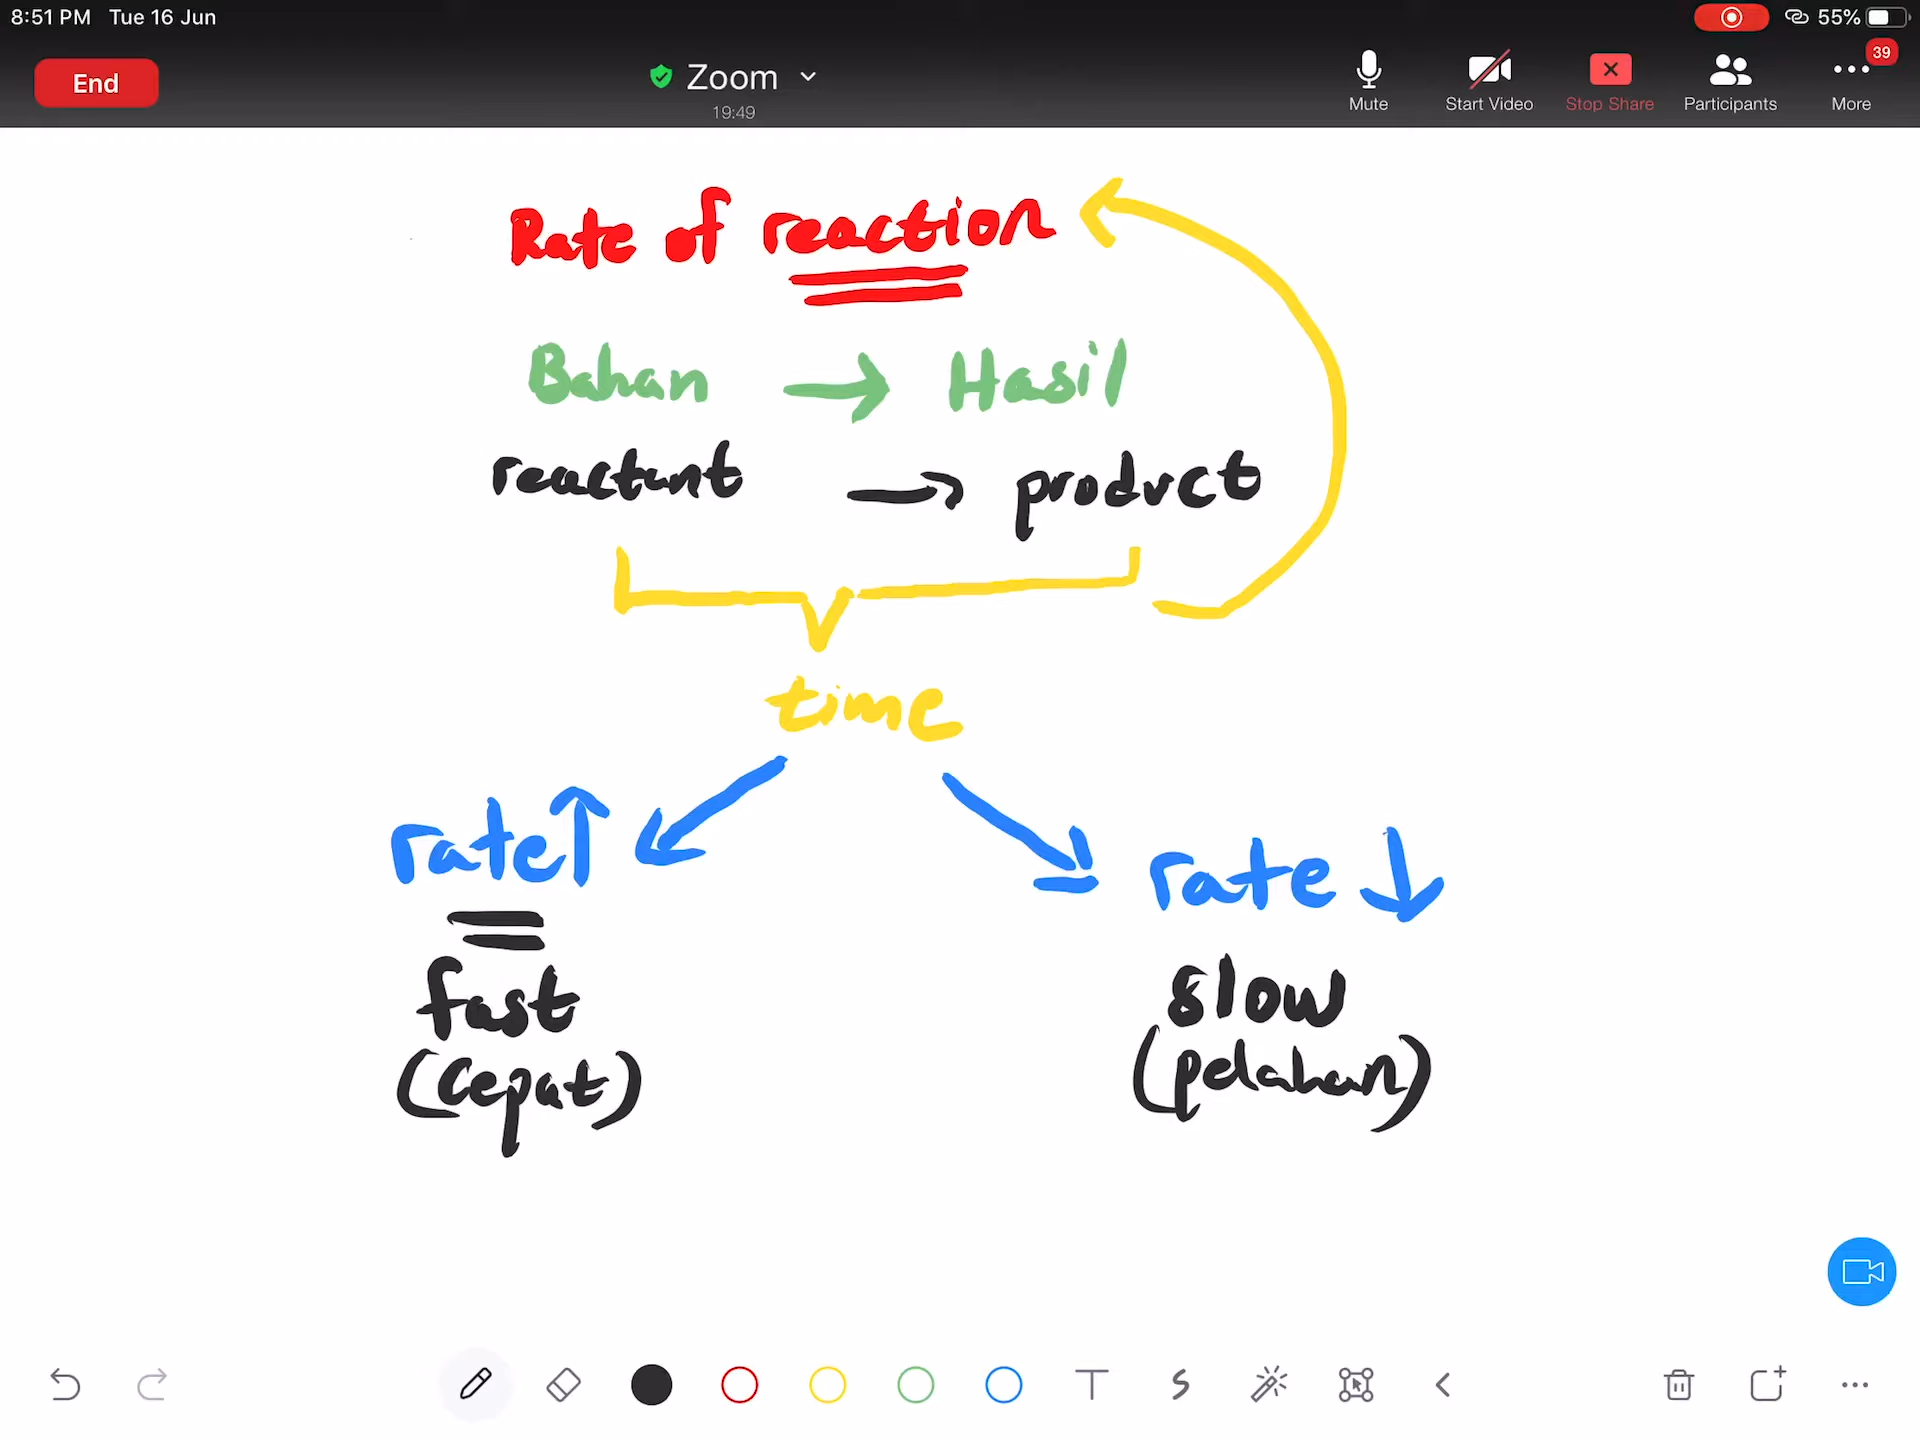 8:51 PM Tue 16 Jun
55%
End
Zoom
19:49
Mute
Start Video
Stop Share
Participants
39
More
Rate of reaction
Bahan → Hasil
reactant → product
time
rate↑
rate ↓
fast
slow
(Cepat)
(pelahan)
T